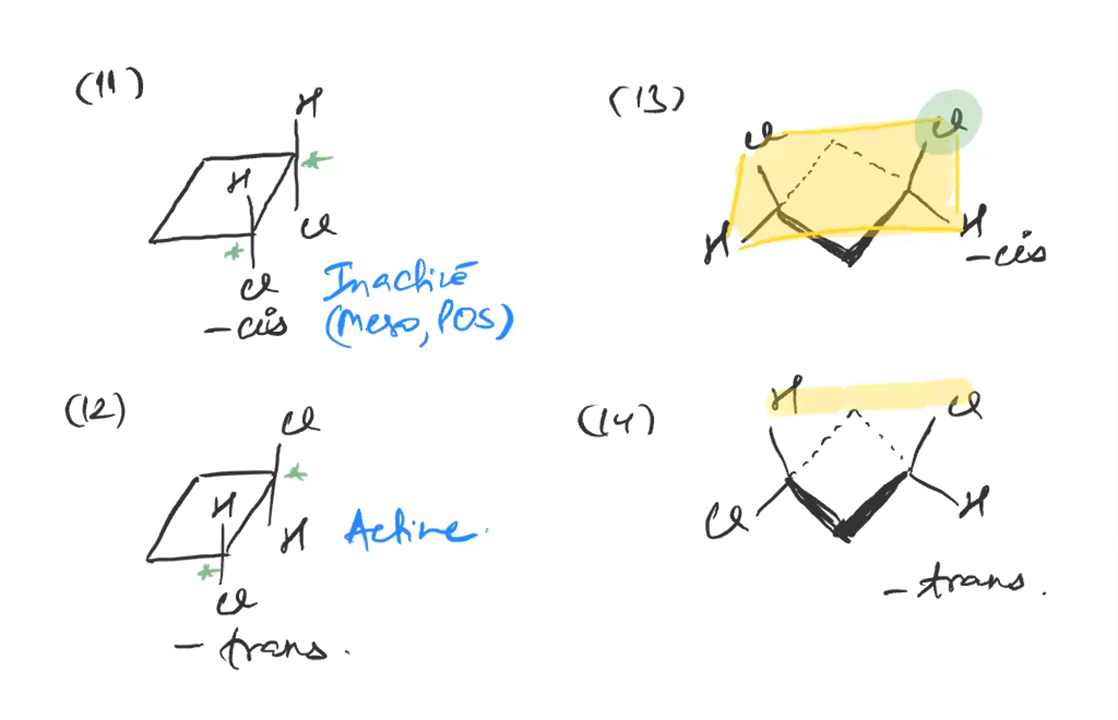 (11)
H
H
Cl
Cl
-cis
Inactive
(Meso, POS)
(12)
Cl
H
H
Cl
- trans.
Active.
(13)
Cl
Cl
H
H
-cis
(14)
H
Cl
Cl
H
- trans.